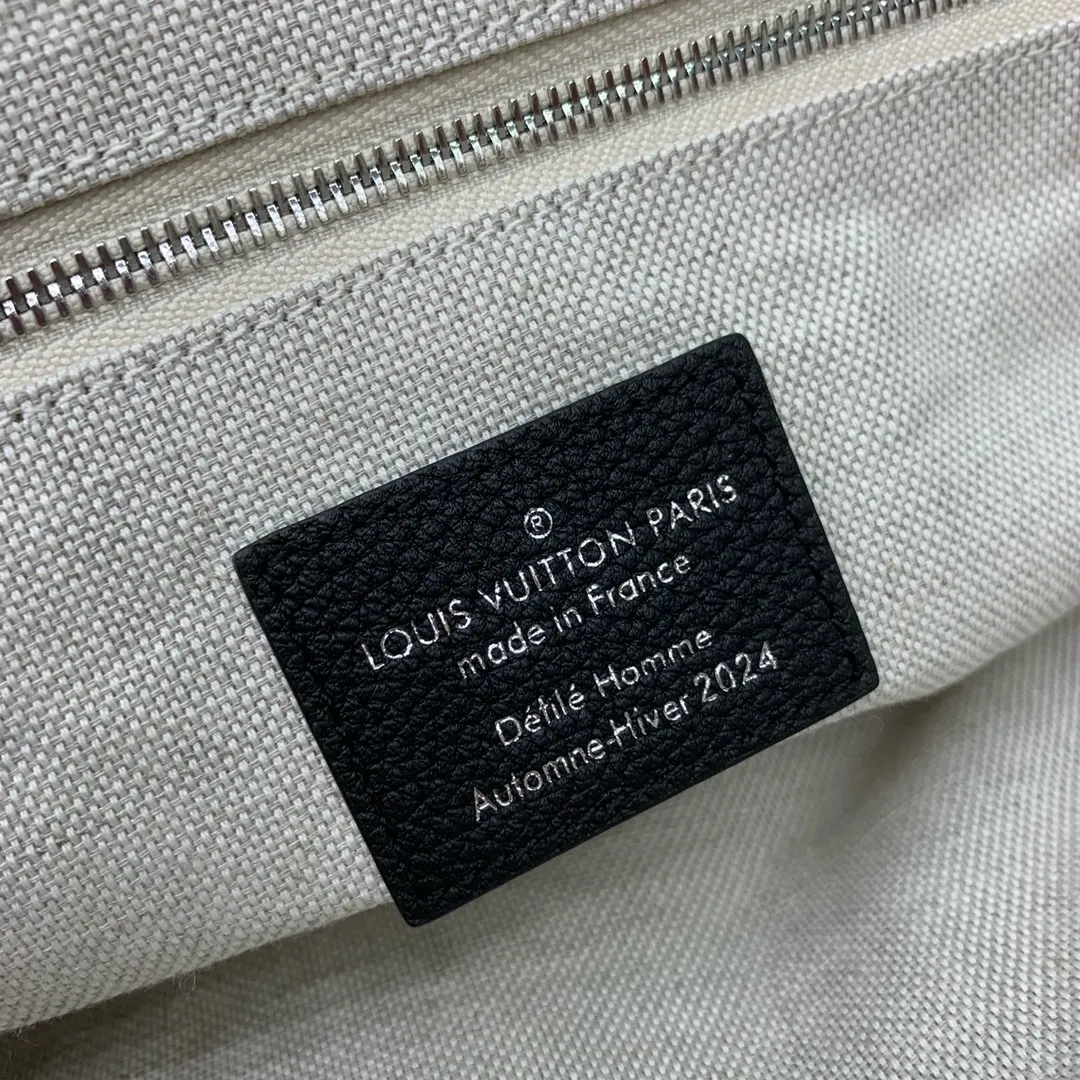 ®
LOUIS VUITTON PARIS
made in France
Défilé Homme
Automne-Hiver 2024